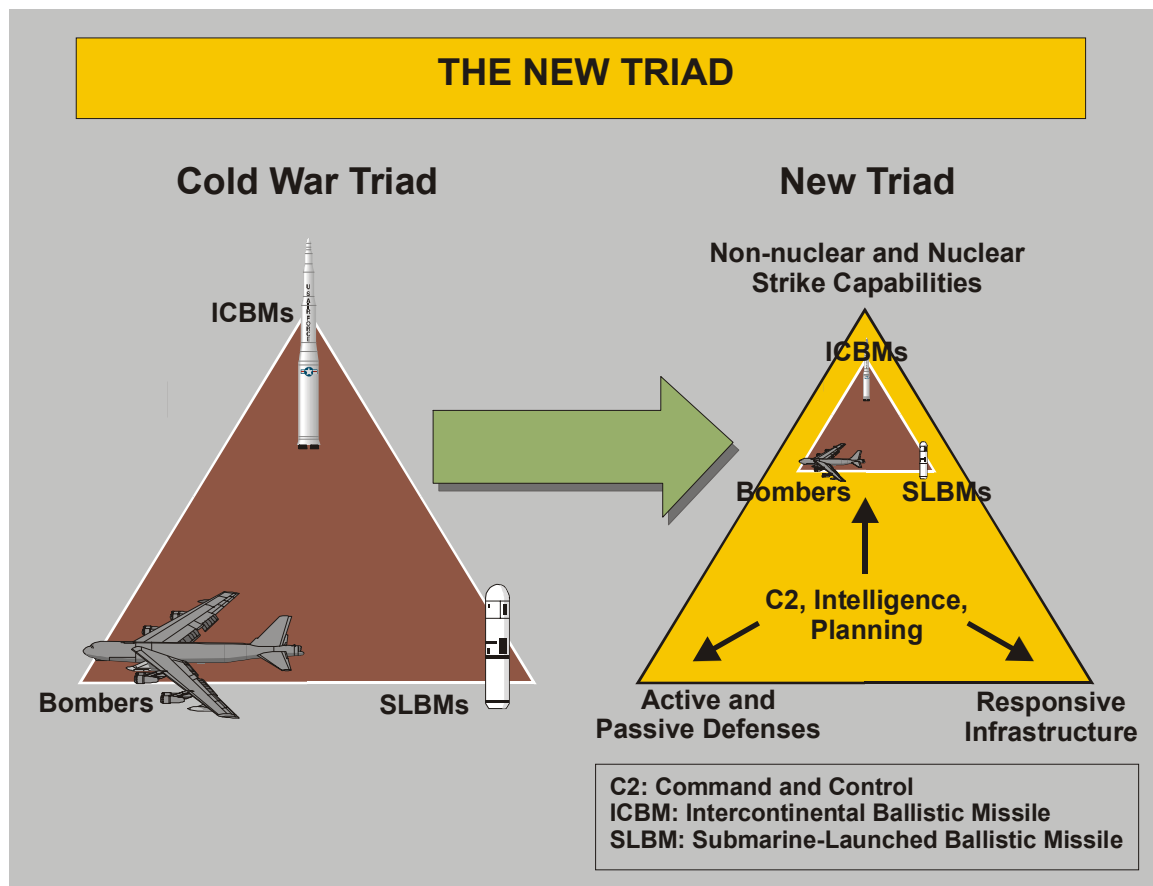 THE NEW TRIAD
Cold War Triad
ICBMs
Bombers
SLBMs
New Triad
Non-nuclear and Nuclear
Strike Capabilities
ICBMs
Bombers
SLBMs
C2, Intelligence,
Planning
Active and
Passive Defenses
Responsive
Infrastructure
C2: Command and Control
ICBM: Intercontinental Ballistic Missile
SLBM: Submarine-Launched Ballistic Missile